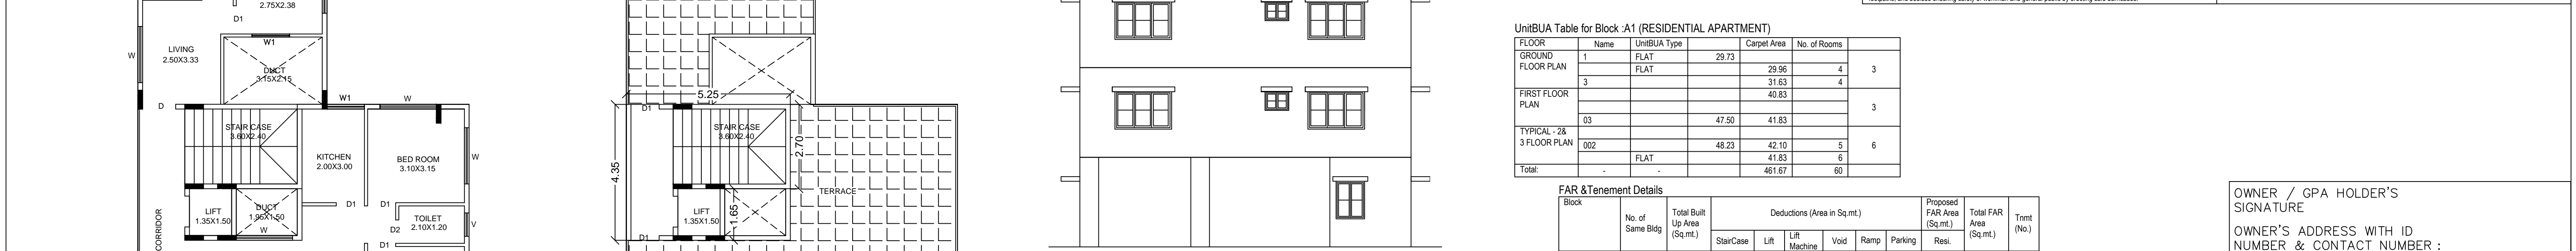 2.75X2.38
D1
W1
LIVING
2.50X3.33
W
DUCT
3.15X2.15
D
W1
W
STAIR CASE
3.60X2.40
KITCHEN
2.00X3.00
BED ROOM
3.10X3.15
W
D1
D1
LIFT
1.35X1.50
DUCT
1.95X1.50
W
D2
TOILET
2.10X1.20
V
D1
CORRIDOR
5.25
D1
STAIR CASE
3.60X2.40
2.70
4.35
TERRACE
LIFT
1.35X1.50
1.65
D1
UnitBUA Table for Block :A1 (RESIDENTIAL APARTMENT)
FLOOR Name UnitBUA Type Carpet Area No. of Rooms
GROUND FLOOR PLAN 1 FLAT 29.73
FLAT 29.96 4 3
3 31.63 4
FIRST FLOOR PLAN 40.83
3
03 47.50 41.83
TYPICAL - 2& 3 FLOOR PLAN
002 48.23 42.10 5 6
FLAT 41.83 6
Total: - - 461.67 60
FAR &Tenement Details
Block
No. of Same Bldg
Total Built Up Area (Sq.mt.)
Deductions (Area in Sq.mt.)
Proposed FAR Area (Sq.mt.)
Total FAR Area (Sq.mt.)
Tnmt (No.)
StairCase Lift Lift Machine Void Ramp Parking Resi.
OWNER / GPA HOLDER'S
SIGNATURE
OWNER'S ADDRESS WITH ID
NUMBER & CONTACT NUMBER :